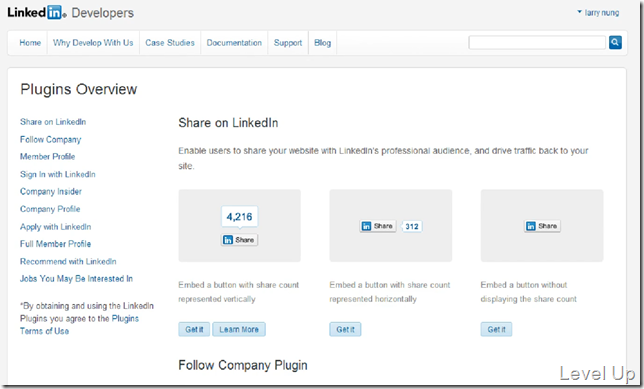 Linked in Developers
larry nung
Home Why Develop With Us Case Studies Documentation Support Blog
Plugins Overview
Share on LinkedIn
Follow Company
Member Profile
Sign In with LinkedIn
Company Insider
Company Profile
Apply with LinkedIn
Full Member Profile
Recommend with LinkedIn
Jobs You May Be Interested In
*By obtaining and using the LinkedIn
Plugins you agree to the Plugins
Terms of Use
Share on LinkedIn
Enable users to share your website with LinkedIn's professional audience, and drive traffic back to your
site.
4,216
in Share
Embed a button with share count
represented vertically
Get it Learn More
in Share 312
Embed a button with share count
represented horizontally
Get it
in Share
Embed a button without
displaying the share count
Get it
Follow Company Plugin
Level Up